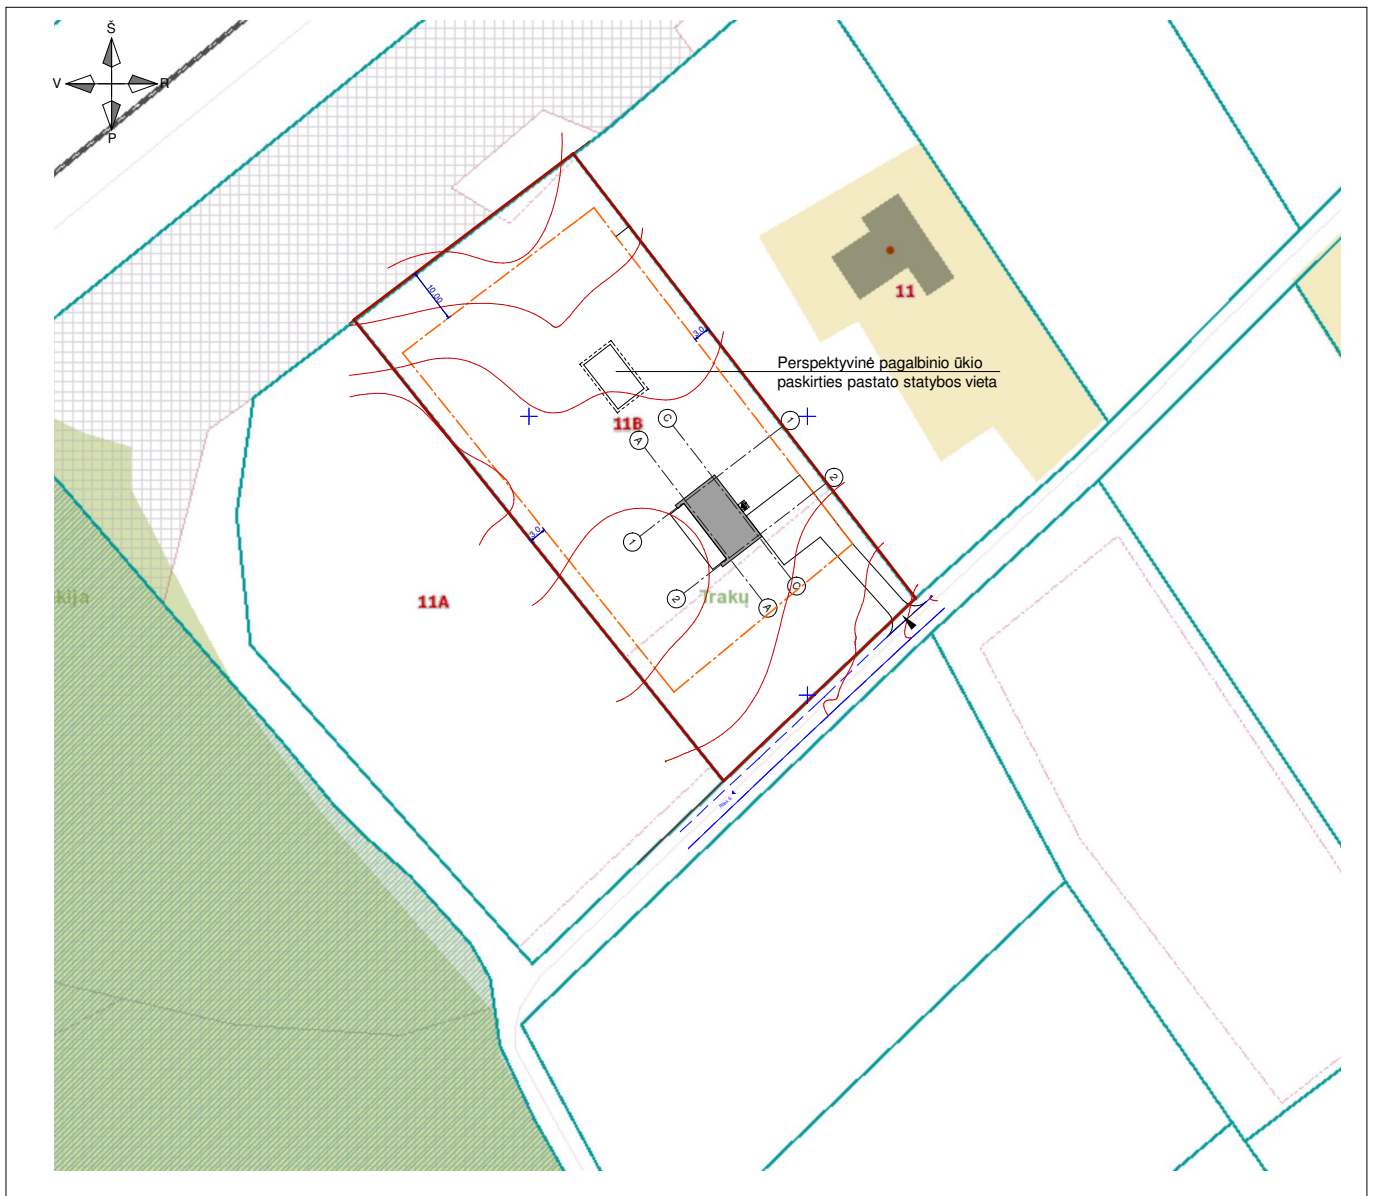 Š
V R
P
11
10.00
3.0
Perspektyvinė pagalbinio ūkio
paskirties pastato statybos vieta
11B
C
A
1
2
3.0
1
2
C
A
Trakų
kija
11A